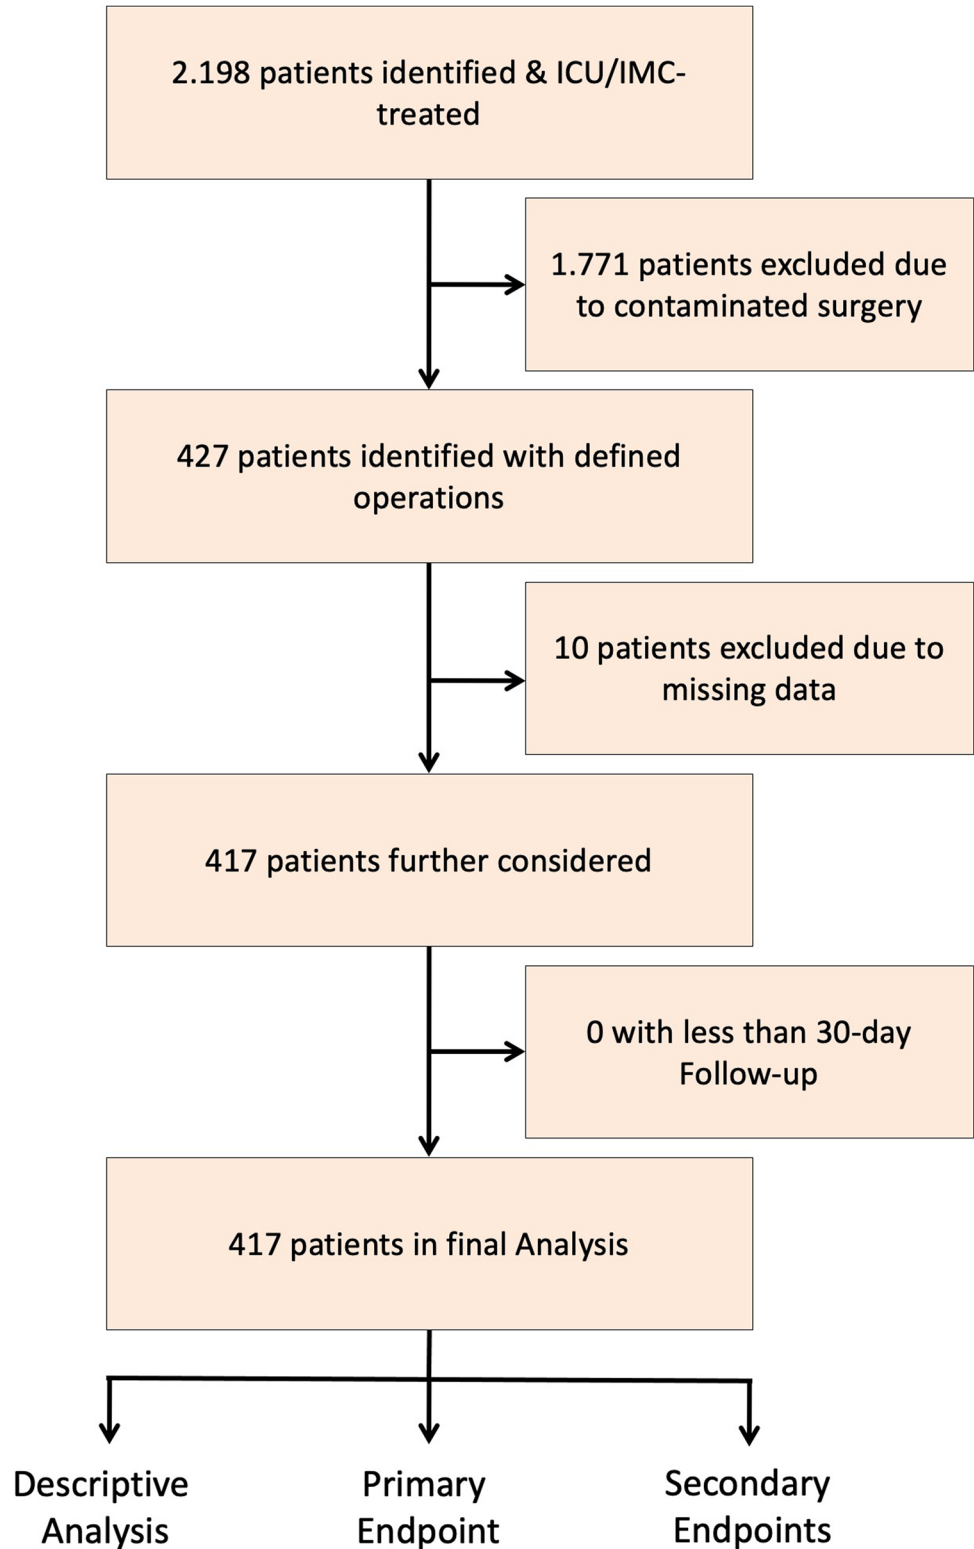 2.198 patients identified & ICU/IMC-
treated
1.771 patients excluded due
to contaminated surgery
427 patients identified with defined
operations
10 patients excluded due to
missing data
417 patients further considered
0 with less than 30-day
Follow-up
417 patients in final Analysis
Descriptive
Analysis
Primary
Endpoint
Secondary
Endpoints